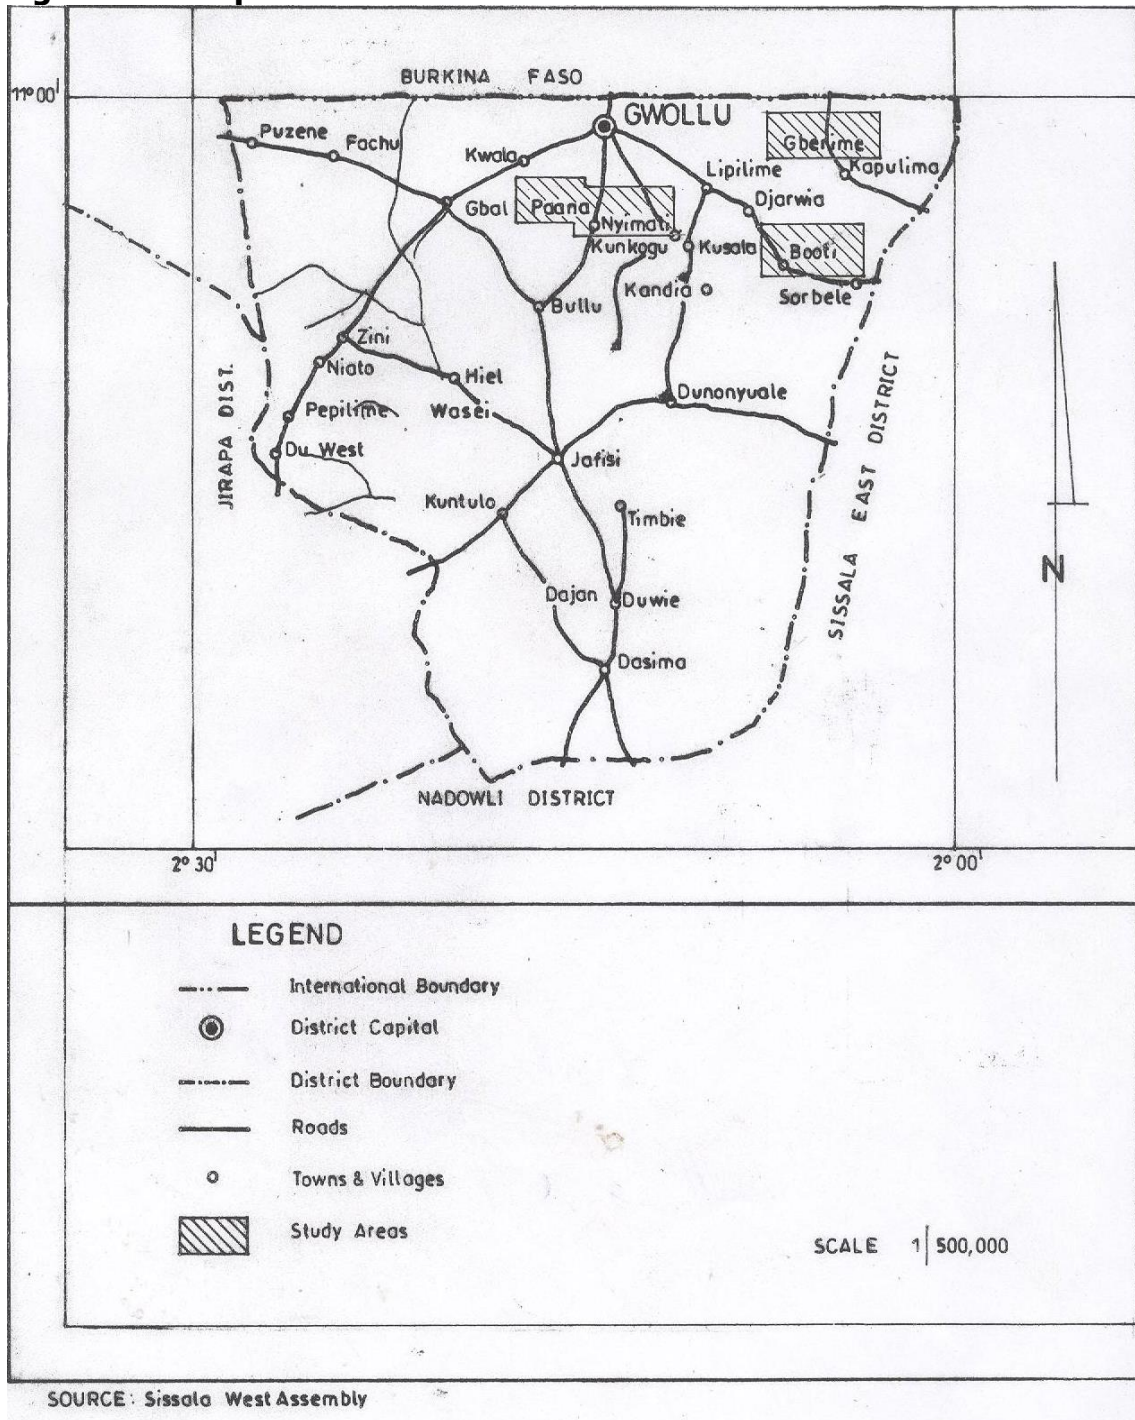 BURKINA FASO
11° 00'
GWOLLU
Puzene
Fachu
Kwala
Gberime
Kapulima
Lipilime
Djarwia
Gbal
Paana
Nyimati
Kunkogu
Kusala
Booti
Kandia
Sorbele
Bullu
Zini
Niato
Hiel
Wasei
Dunonyuale
Pepilime
Du West
JIRAPA DIST.
Jafisi
SISSALA EAST DISTRICT
Kuntulo
Timbie
N
Dajan
Duwie
Dasima
NADOWLI DISTRICT
2° 30'
2° 00'
LEGEND
International Boundary
District Capital
District Boundary
Roads
Towns & Villages
Study Areas
SCALE 1 500,000
SOURCE: Sissala West Assembly